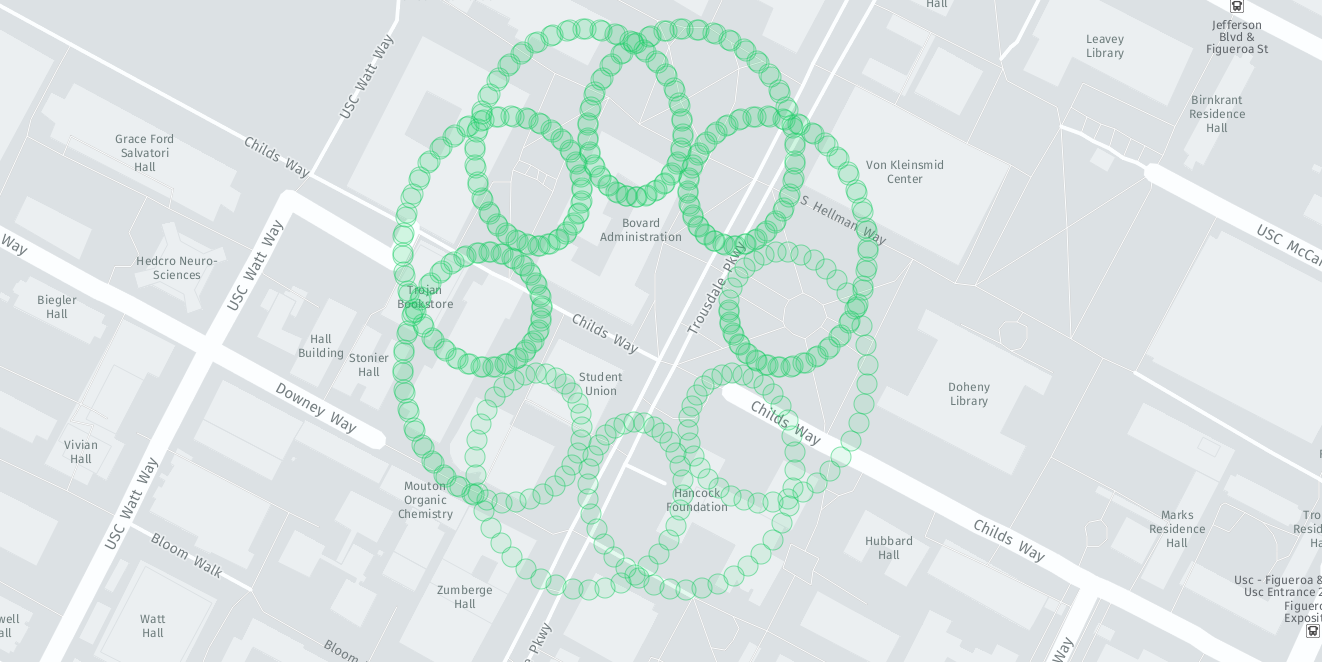 Hall
Jefferson
Blvd &
Figueroa St
Leavey
Library
USC Watt Way
Birnkrant
Residence
Hall
Grace Ford
Salvatori
Hall
Childs Way
Von Kleinsmid
Center
S Hellman Way
Bovard
Administration
Way
USC McCar
Hedcro Neuro-
Sciences
USC Watt Way
Trousdale Pkwy
Biegler
Hall
Trojan
Bookstore
Hall
Building
Stonier
Hall
Childs Way
Student
Union
Downey Way
Doheny
Library
Childs Way
Vivian
Hall
Mouton
Organic
Chemistry
Hancock
Foundation
USC Watt Way
Marks
Residence
Hall
Tro
Resid
Ha
Childs Way
Hubbard
Hall
Bloom Walk
Zumberge
Hall
Usc - Figueroa &
Usc Entrance 2
Figuero
Exposit
well
all
Watt
Hall
Bloom
e Pkwy
Way